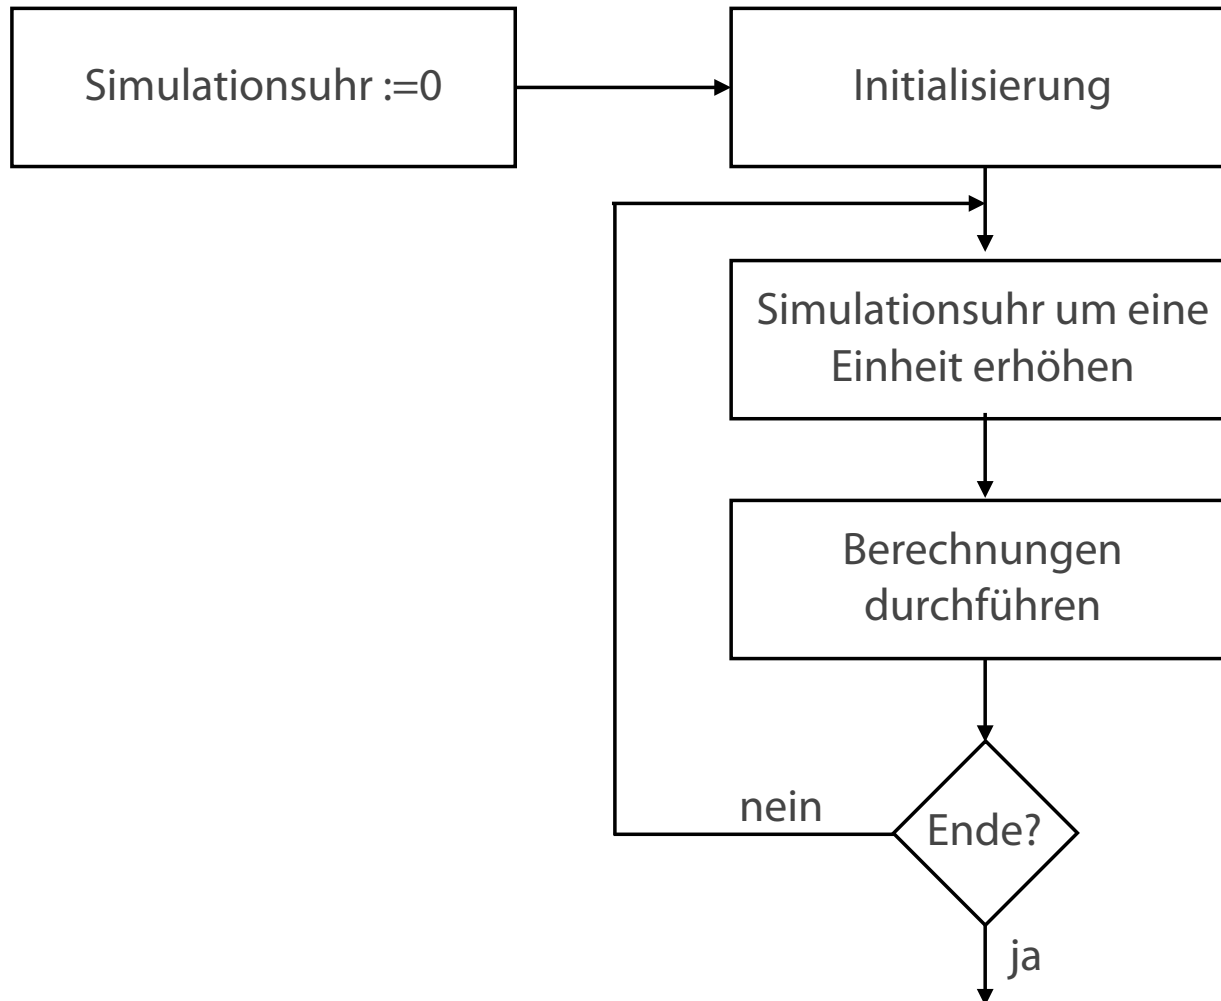 Simulationsuhr :=0
Initialisierung
Simulationsuhr um eine
Einheit erhöhen
Berechnungen
durchführen
nein
Ende?
ja